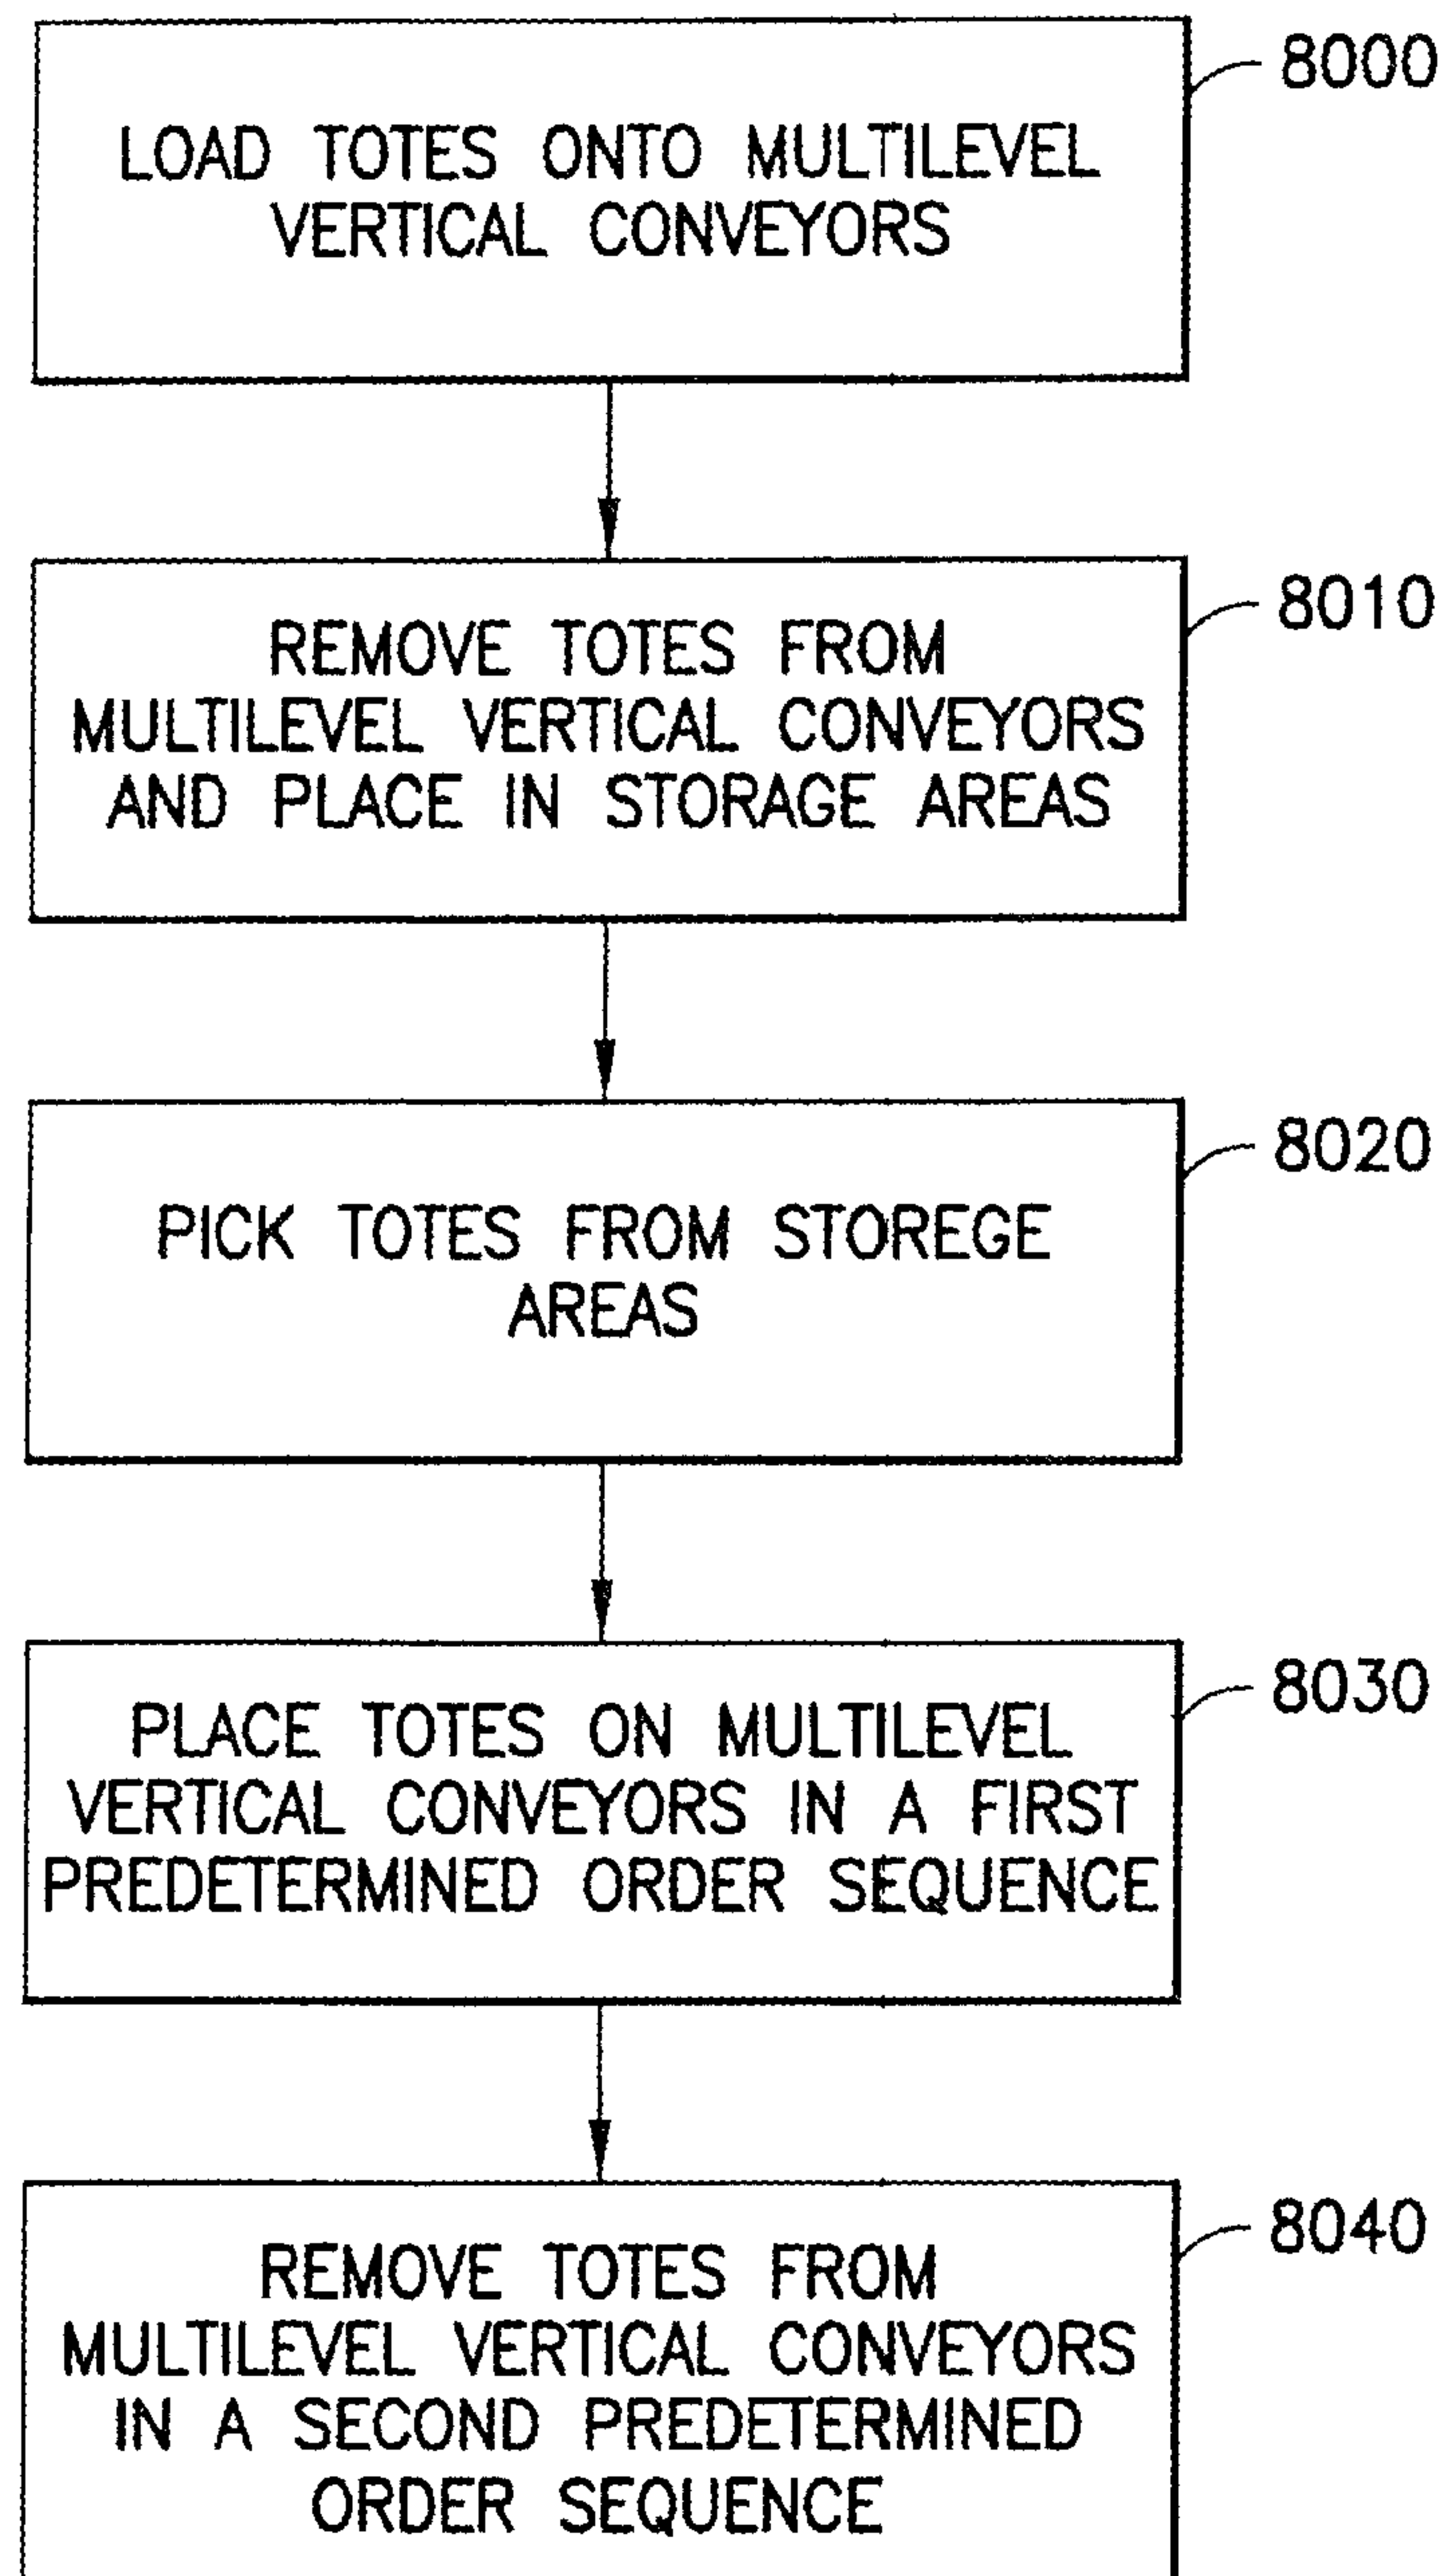 8000
LOAD TOTES ONTO MULTILEVEL
VERTICAL CONVEYORS
8010
REMOVE TOTES FROM
MULTILEVEL VERTICAL CONVEYORS
AND PLACE IN STORAGE AREAS
8020
PICK TOTES FROM STOREGE
AREAS
8030
PLACE TOTES ON MULTILEVEL
VERTICAL CONVEYORS IN A FIRST
PREDETERMINED ORDER SEQUENCE
8040
REMOVE TOTES FROM
MULTILEVEL VERTICAL CONVEYORS
IN A SECOND PREDETERMINED
ORDER SEQUENCE